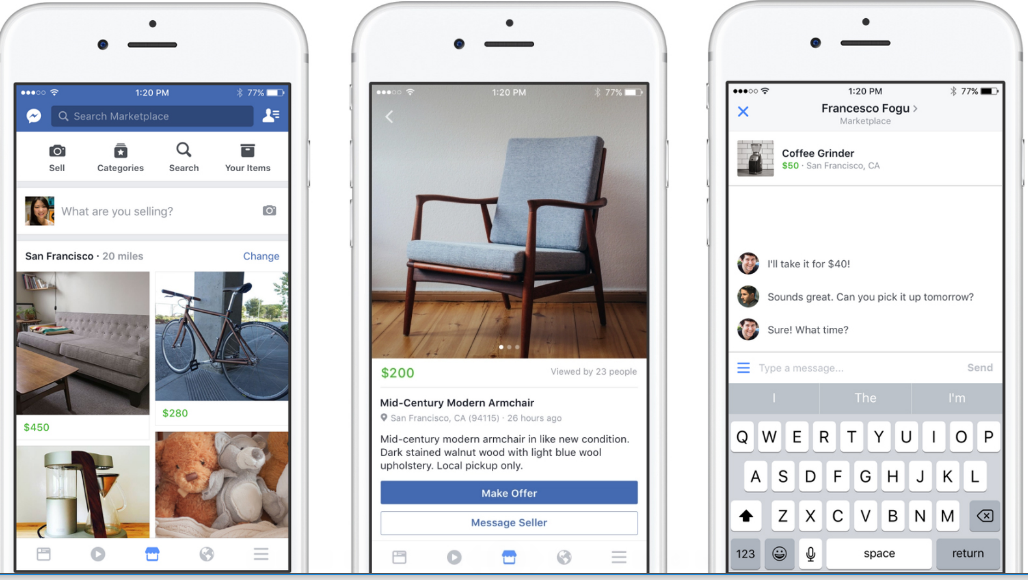 1:20 PM
77%
Search Marketplace
Sell
Categories
Search
Your Items
What are you selling?
San Francisco · 20 miles
Change
$450
$280
1:20 PM
77%
$200
Viewed by 23 people
Mid-Century Modern Armchair
San Francisco, CA (94115) · 26 hours ago
Mid-century modern armchair in like new condition.
Dark stained walnut wood with light blue wool
upholstery. Local pickup only.
Make Offer
Message Seller
1:20 PM
77%
Francesco Fogu >
Marketplace
Coffee Grinder
$50 · San Francisco, CA
I'll take it for $40!
Sounds great. Can you pick it up tomorrow?
Sure! What time?
Type a message...
Send
I The I'm
Q W E R T Y U I O P
A S D F G H J K L
Z X C V B N M
123 space return